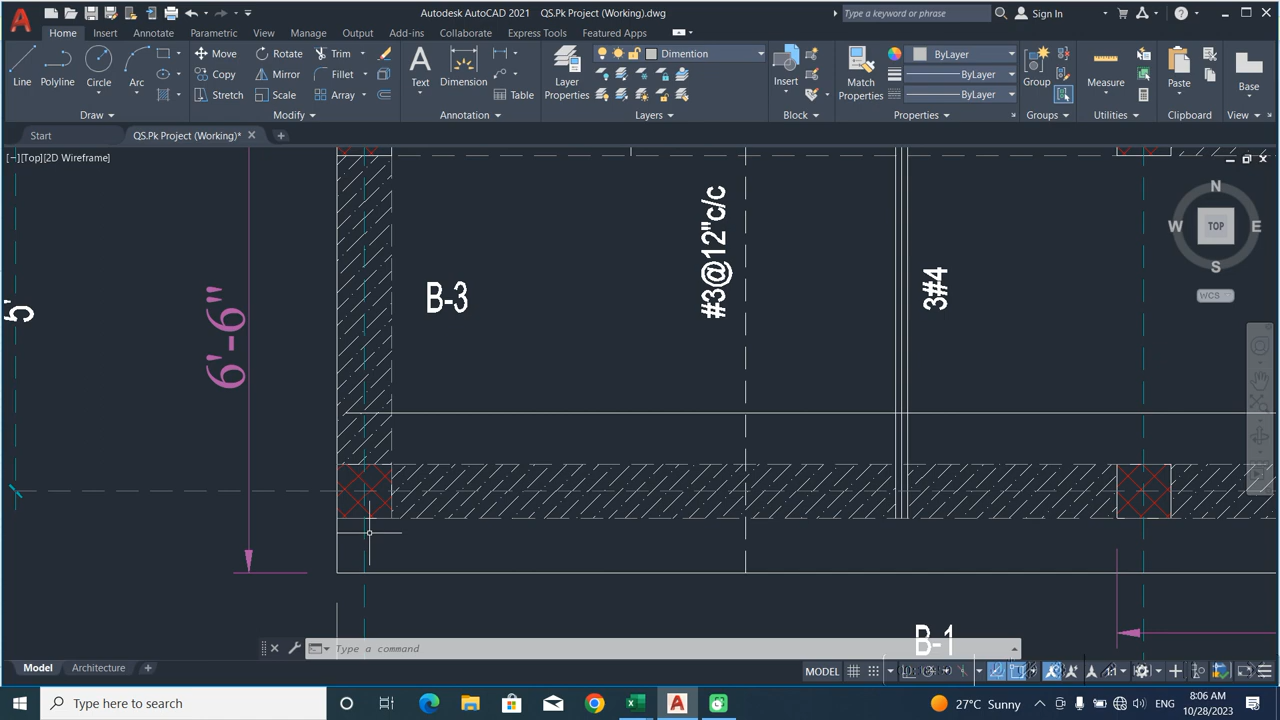 Autodesk AutoCAD 2021 QS.Pk Project (Working).dwg
Type a keyword or phrase
Sign In
Home Insert Annotate Parametric View Manage Output Add-ins Collaborate Express Tools Featured Apps
Line Polyline Circle Arc
Move Rotate Trim
Copy Mirror Fillet
Stretch Scale Array
Text Dimension
Table
Layer Properties
Dimention
Insert
Match Properties
ByLayer
ByLayer
ByLayer
Group
Measure
Paste
Base
Draw Modify Annotation Layers Block Properties Groups Utilities Clipboard View
Start QS.Pk Project (Working)*
[−][Top][2D Wireframe]
N
W TOP E
S
WCS
5'
6'-6"
B-3
#3@12"c/c
3#4
B-1
Type a command
Model Architecture
MODEL
1:1
Type here to search
27°C Sunny
ENG
8:06 AM
10/28/2023